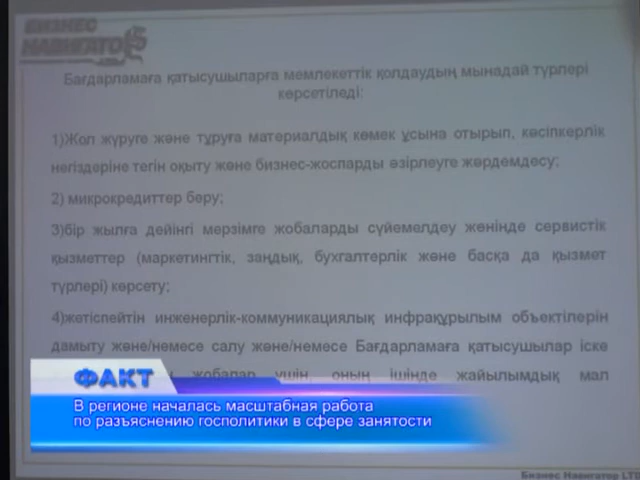 БИЗНЕС
НАВИГАТОР
Бағдарламаға қатысушыларға мемлекеттік қолдаудың мынадай түрлері
көрсетіледі:
1)Жол жүруге және тұруға материалдық көмек ұсына отырып, кәсіпкерлік
негіздеріне тегін оқыту және бизнес-жоспарды әзірлеуге жәрдемдесу;
2) микрокредиттер беру;
3)бір жылға дейінгі мерзімге жобаларды сүйемелдеу жөнінде сервистік
қызметтер (маркетингтік, заңдық, бухгалтерлік және басқа да қызмет
түрлері) көрсету;
4)жетіспейтін инженерлік-коммуникациялық инфрақұрылым объектілерін
дамыту және/немесе салу және/немесе Бағдарламаға қатысушылар іске
жобалар үшін, оның ішінде жайылымдық мал
ФАКТ
В регионе началась масштабная работа
по разъяснению госполитики в сфере занятости
Бизнес Навигатор LTD